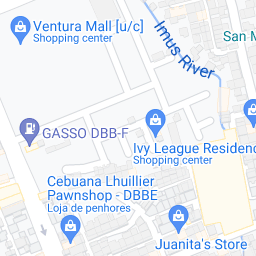 Ventura Mall [u/c]
Shopping center
Imus River
San M
GASSO DBB-F
Ivy League Residenc
Shopping center
Cebuana Lhuillier
Pawnshop - DBBE
Loja de penhores
Juanita's Store